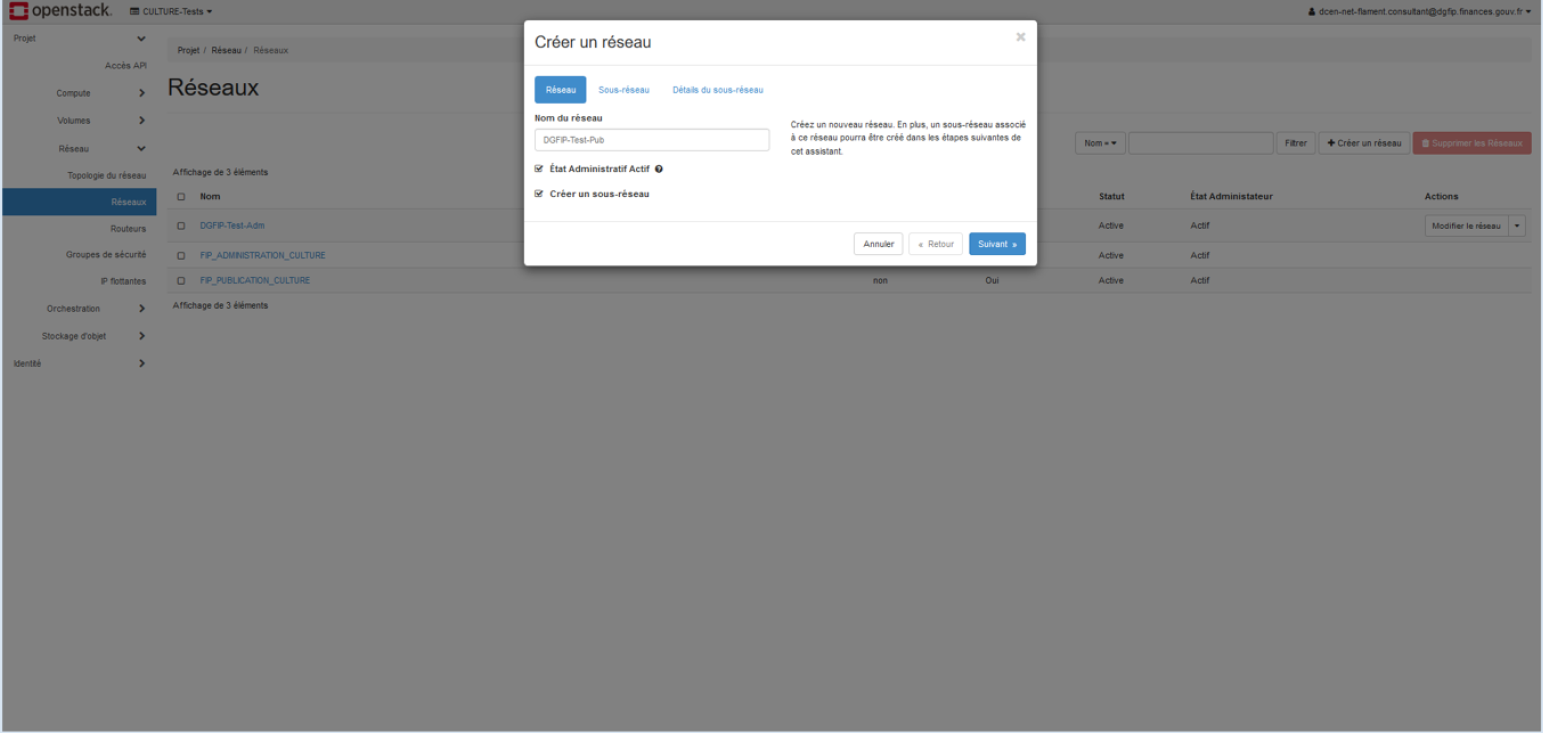 openstack. CULTURE-Tests
dcen-net-flament.consultant@dgfip.finances.gouv.fr
Projet
Accès API
Compute
Volumes
Réseau
Topologie du réseau
Réseaux
Routeurs
Groupes de sécurité
IP flottantes
Orchestration
Stockage d'objet
Identité
Projet / Réseau / Réseaux
Réseaux
Nom = Filtrer + Créer un réseau Supprimer les Réseaux
Affichage de 3 éléments
Nom Statut État Administateur Actions
DGFIP-Test-Adm Active Actif Modifier le réseau
FIP_ADMINISTRATION_CULTURE Active Actif
FIP_PUBLICATION_CULTURE non Oui Active Actif
Affichage de 3 éléments
Créer un réseau ×
Réseau Sous-réseau Détails du sous-réseau
Nom du réseau
DGFIP-Test-Pub
État Administratif Actif
Créer un sous-réseau
Créez un nouveau réseau. En plus, un sous-réseau associé
à ce réseau pourra être créé dans les étapes suivantes de
cet assistant.
Annuler « Retour Suivant »